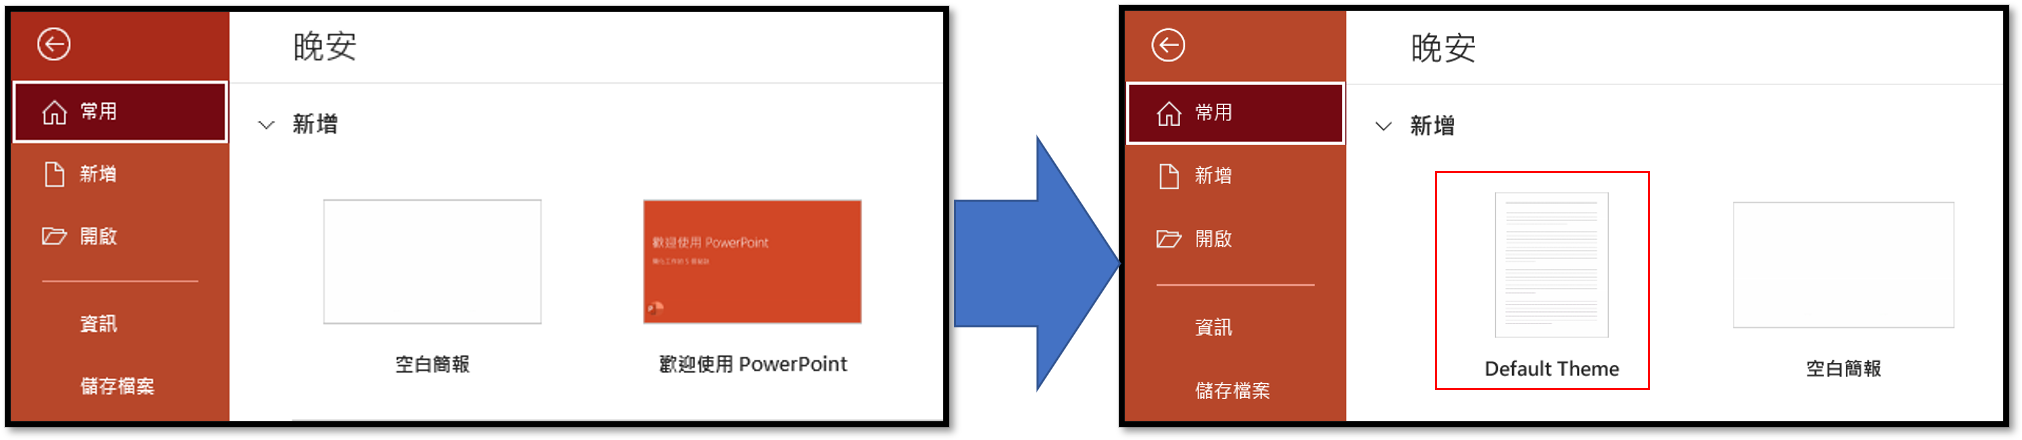 晚安
常用
新增
新增
開啟
資訊
儲存檔案
歡迎使用 PowerPoint
空白簡報
歡迎使用 PowerPoint
晚安
常用
新增
新增
開啟
資訊
儲存檔案
Default Theme
空白簡報